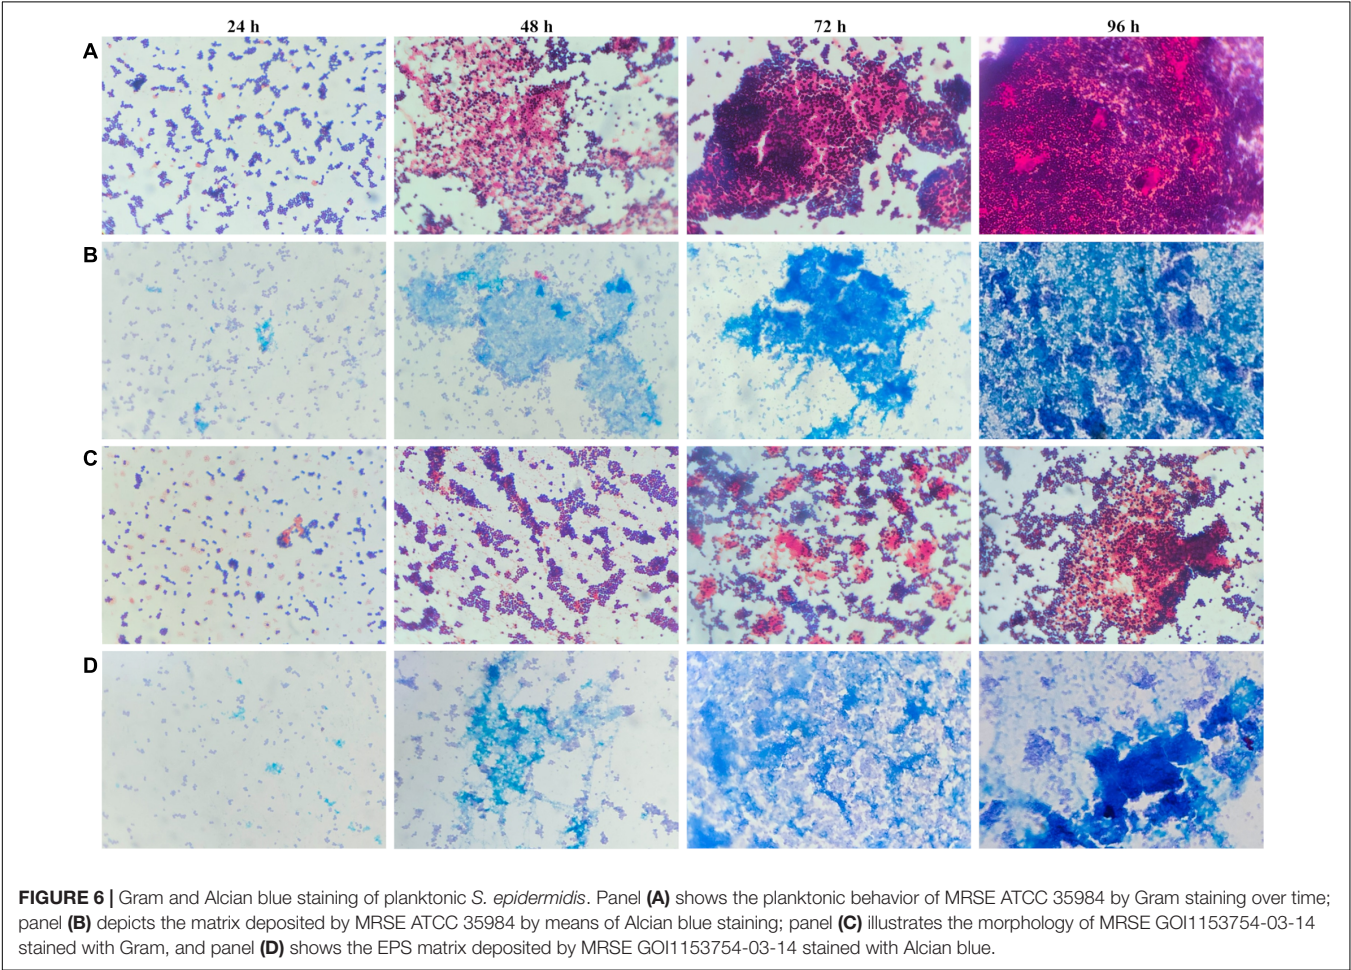 24 h 48 h 72 h 96 h
A
B
C
D
FIGURE 6 | Gram and Alcian blue staining of planktonic S. epidermidis. Panel (A) shows the planktonic behavior of MRSE ATCC 35984 by Gram staining over time;
panel (B) depicts the matrix deposited by MRSE ATCC 35984 by means of Alcian blue staining; panel (C) illustrates the morphology of MRSE GOI1153754-03-14
stained with Gram, and panel (D) shows the EPS matrix deposited by MRSE GOI1153754-03-14 stained with Alcian blue.